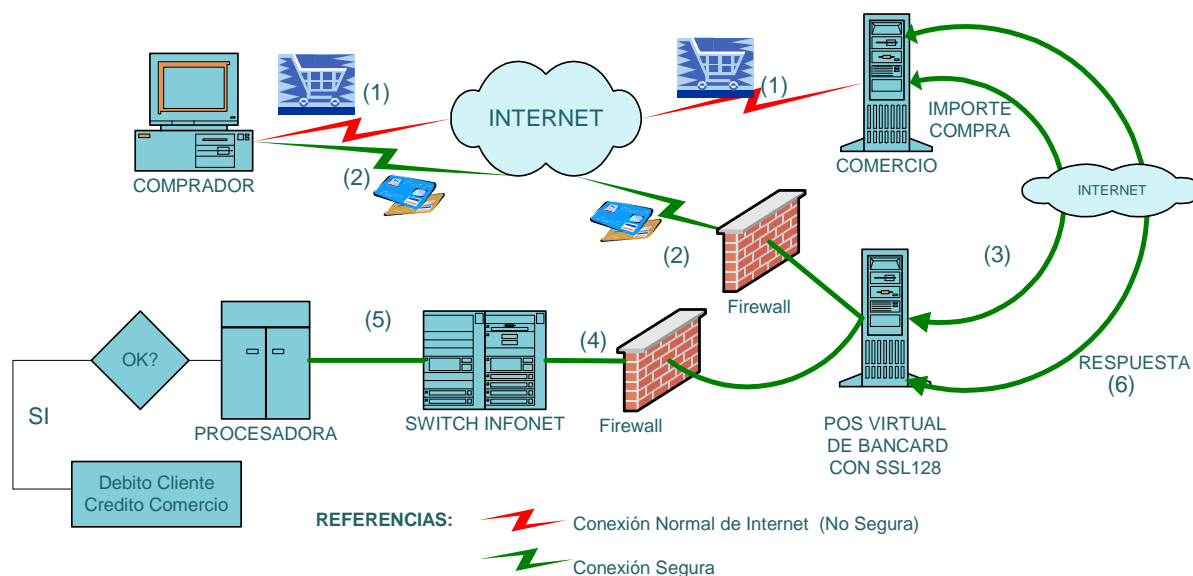 (1)
(1)
INTERNET
IMPORTE
COMPRA
COMPRADOR
COMERCIO
(2)
INTERNET
(2)
(3)
Firewall
(5)
(4)
OK?
RESPUESTA
(6)
SI
PROCESADORA
SWITCH INFONET
Firewall
POS VIRTUAL
DE BANCARD
CON SSL128
Debito Cliente
Credito Comercio
REFERENCIAS:
Conexión Normal de Internet (No Segura)
Conexión Segura